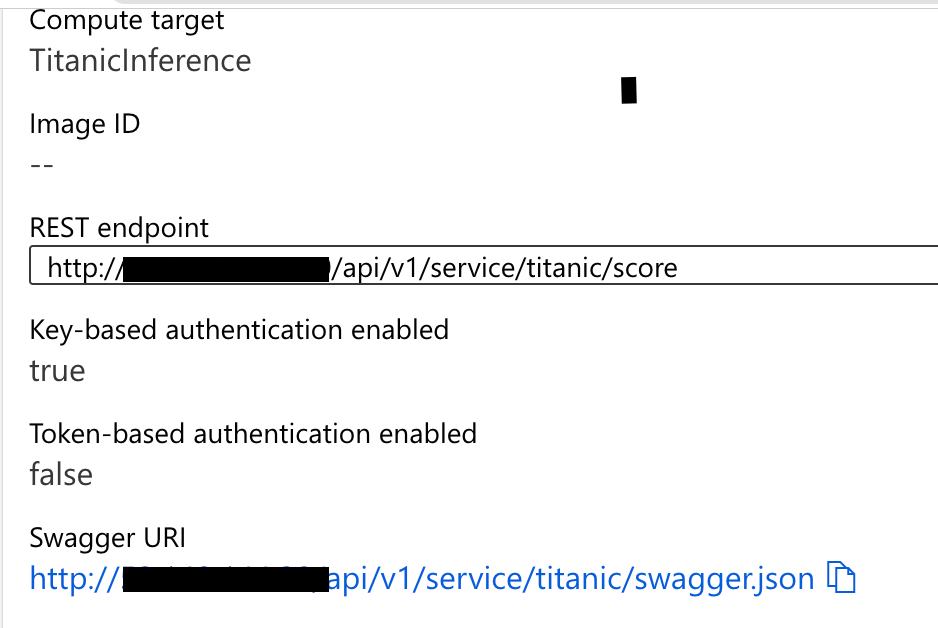 Compute target
TitanicInference
Image ID
--
REST endpoint
http:// /api/v1/service/titanic/score
Key-based authentication enabled
true
Token-based authentication enabled
false
Swagger URI
http:// api/v1/service/titanic/swagger.json